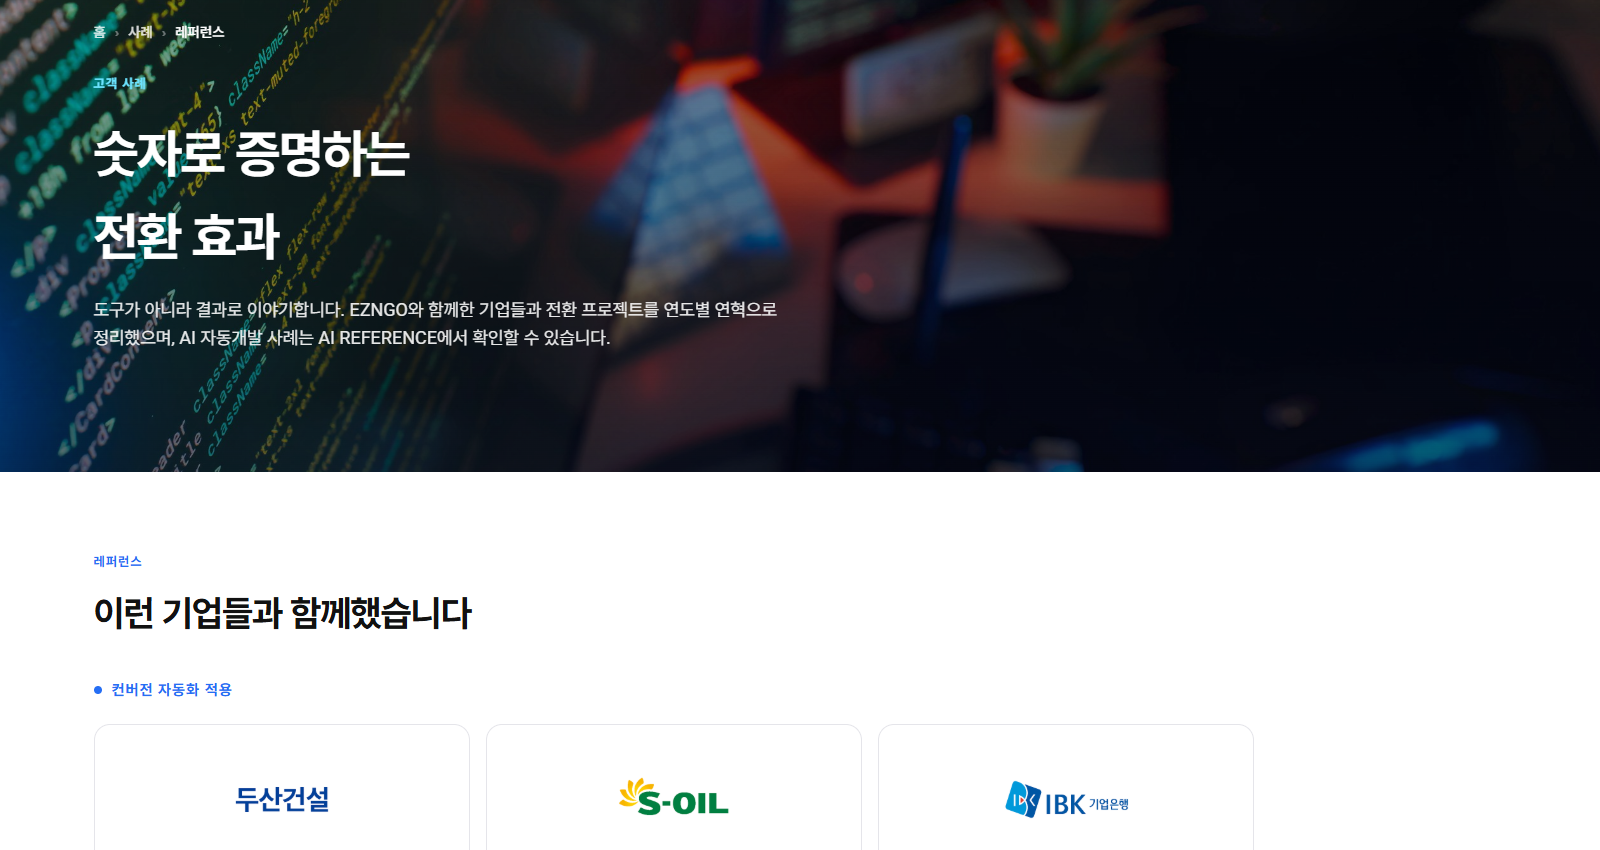 홈 › 사례 › 레퍼런스
고객 사례
숫자로 증명하는
전환 효과
도구가 아니라 결과로 이야기합니다. EZNGO와 함께한 기업들과 전환 프로젝트를 연도별 연혁으로
정리했으며, AI 자동개발 사례는 AI REFERENCE에서 확인할 수 있습니다.
레퍼런스
이런 기업들과 함께했습니다
컨버전 자동화 적용
두산건설
S-OIL
IBK 기업은행